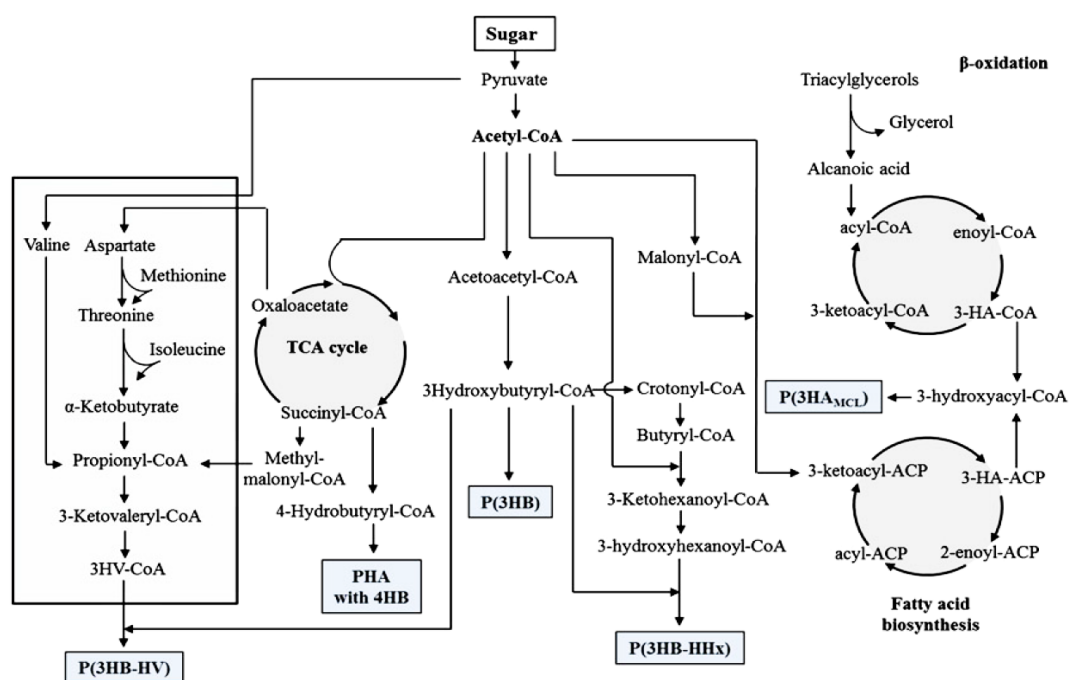 Sugar
Pyruvate
Acetyl-CoA
β-oxidation
Triacylglycerols
Glycerol
Alcanoic acid
acyl-CoA
enoyl-CoA
3-ketoacyl-CoA
3-HA-CoA
Valine
Aspartate
Methionine
Threonine
Isoleucine
α-Ketobutyrate
Propionyl-CoA
3-Ketovaleryl-CoA
3HV-CoA
P(3HB-HV)
Oxaloacetate
TCA cycle
Succinyl-CoA
Methyl-
malonyl-CoA
4-Hydrobutyryl-CoA
PHA
with 4HB
Acetoacetyl-CoA
3Hydroxybutyryl-CoA
P(3HB)
Malonyl-CoA
Crotonyl-CoA
Butyryl-CoA
3-Ketohexanoyl-CoA
3-hydroxyhexanoyl-CoA
P(3HB-HHx)
P(3HAMCL)
3-hydroxyacyl-CoA
3-ketoacyl-ACP
3-HA-ACP
acyl-ACP
2-enoyl-ACP
Fatty acid
biosynthesis